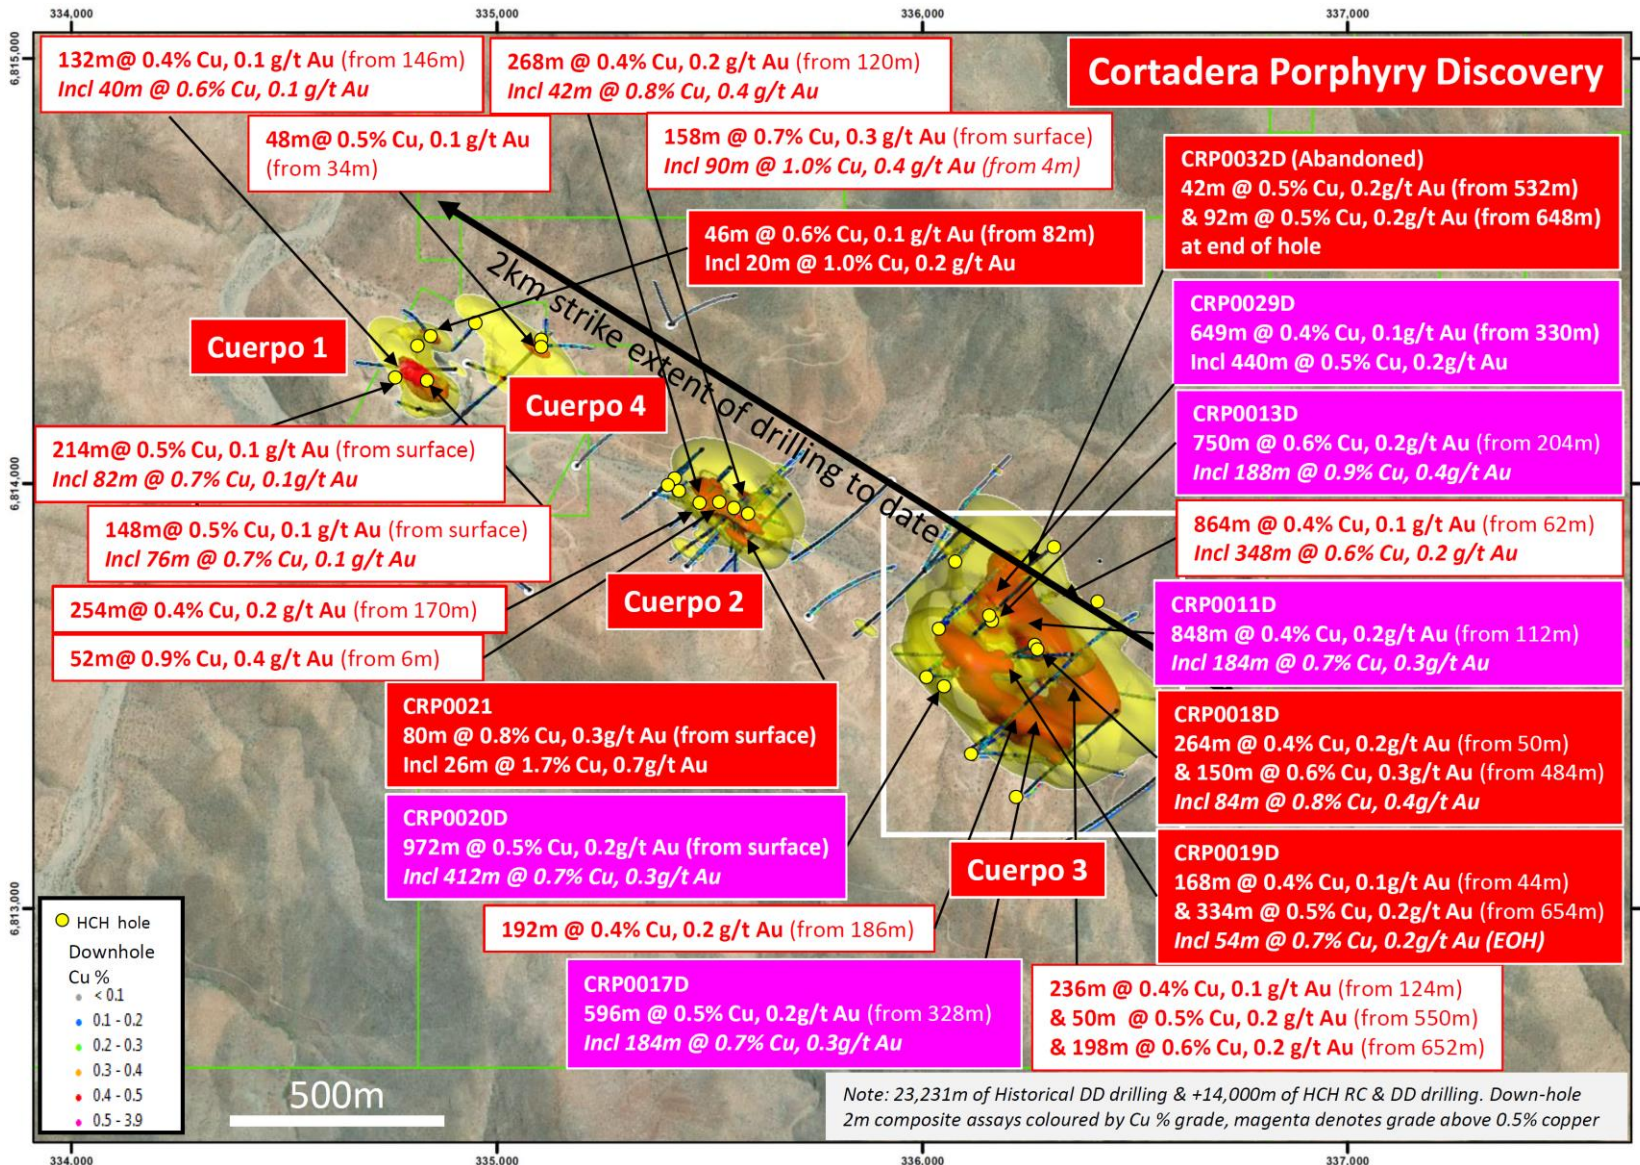 334,000
335,000
336,000
337,000
6,815,000
6,814,000
6,813,000
Cortadera Porphyry Discovery
132m@ 0.4% Cu, 0.1 g/t Au (from 146m)
Incl 40m @ 0.6% Cu, 0.1 g/t Au
268m @ 0.4% Cu, 0.2 g/t Au (from 120m)
Incl 42m @ 0.8% Cu, 0.4 g/t Au
48m@ 0.5% Cu, 0.1 g/t Au
(from 34m)
158m @ 0.7% Cu, 0.3 g/t Au (from surface)
Incl 90m @ 1.0% Cu, 0.4 g/t Au (from 4m)
CRP0032D (Abandoned)
42m @ 0.5% Cu, 0.2g/t Au (from 532m)
& 92m @ 0.5% Cu, 0.2g/t Au (from 648m)
at end of hole
46m @ 0.6% Cu, 0.1 g/t Au (from 82m)
Incl 20m @ 1.0% Cu, 0.2 g/t Au
2km strike extent of drilling to date
CRP0029D
649m @ 0.4% Cu, 0.1g/t Au (from 330m)
Incl 440m @ 0.5% Cu, 0.2g/t Au
Cuerpo 1
Cuerpo 4
CRP0013D
750m @ 0.6% Cu, 0.2g/t Au (from 204m)
Incl 188m @ 0.9% Cu, 0.4g/t Au
214m@ 0.5% Cu, 0.1 g/t Au (from surface)
Incl 82m @ 0.7% Cu, 0.1g/t Au
148m@ 0.5% Cu, 0.1 g/t Au (from surface)
Incl 76m @ 0.7% Cu, 0.1 g/t Au
864m @ 0.4% Cu, 0.1 g/t Au (from 62m)
Incl 348m @ 0.6% Cu, 0.2 g/t Au
254m@ 0.4% Cu, 0.2 g/t Au (from 170m)
52m@ 0.9% Cu, 0.4 g/t Au (from 6m)
Cuerpo 2
CRP0011D
848m @ 0.4% Cu, 0.2g/t Au (from 112m)
Incl 184m @ 0.7% Cu, 0.3g/t Au
CRP0021
80m @ 0.8% Cu, 0.3g/t Au (from surface)
Incl 26m @ 1.7% Cu, 0.7g/t Au
CRP0018D
264m @ 0.4% Cu, 0.2g/t Au (from 50m)
& 150m @ 0.6% Cu, 0.3g/t Au (from 484m)
Incl 84m @ 0.8% Cu, 0.4g/t Au
CRP0020D
972m @ 0.5% Cu, 0.2g/t Au (from surface)
Incl 412m @ 0.7% Cu, 0.3g/t Au
Cuerpo 3
CRP0019D
168m @ 0.4% Cu, 0.1g/t Au (from 44m)
& 334m @ 0.5% Cu, 0.2g/t Au (from 654m)
Incl 54m @ 0.7% Cu, 0.2g/t Au (EOH)
192m @ 0.4% Cu, 0.2 g/t Au (from 186m)
CRP0017D
596m @ 0.5% Cu, 0.2g/t Au (from 328m)
Incl 184m @ 0.7% Cu, 0.3g/t Au
236m @ 0.4% Cu, 0.1 g/t Au (from 124m)
& 50m @ 0.5% Cu, 0.2 g/t Au (from 550m)
& 198m @ 0.6% Cu, 0.2 g/t Au (from 652m)
HCH hole
Downhole
Cu %
< 0.1
0.1 - 0.2
0.2 - 0.3
0.3 - 0.4
0.4 - 0.5
0.5 - 3.9
500m
Note: 23,231m of Historical DD drilling & +14,000m of HCH RC & DD drilling. Down-hole
2m composite assays coloured by Cu % grade, magenta denotes grade above 0.5% copper
334,000
335,000
336,000
337,000